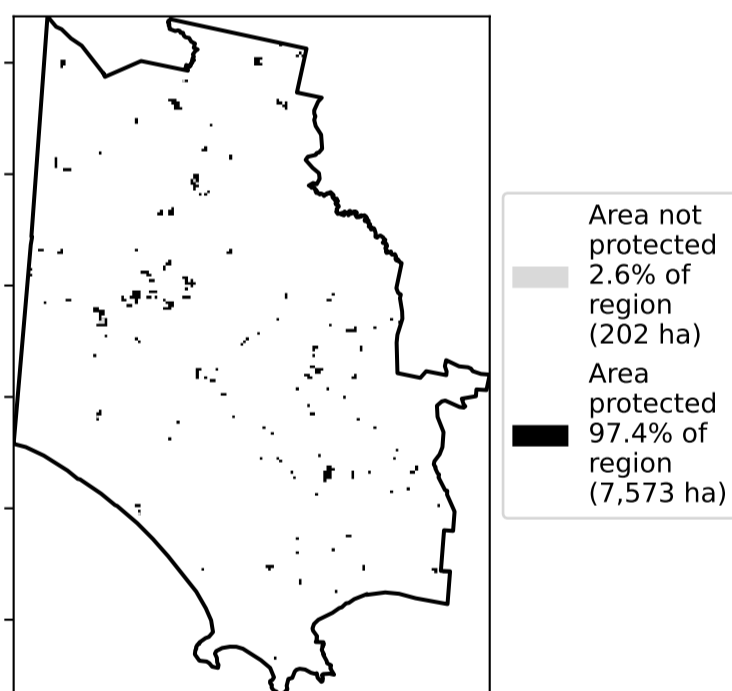 Area not
protected
2.6% of
region
(202 ha)
Area
protected
97.4% of
region
(7,573 ha)